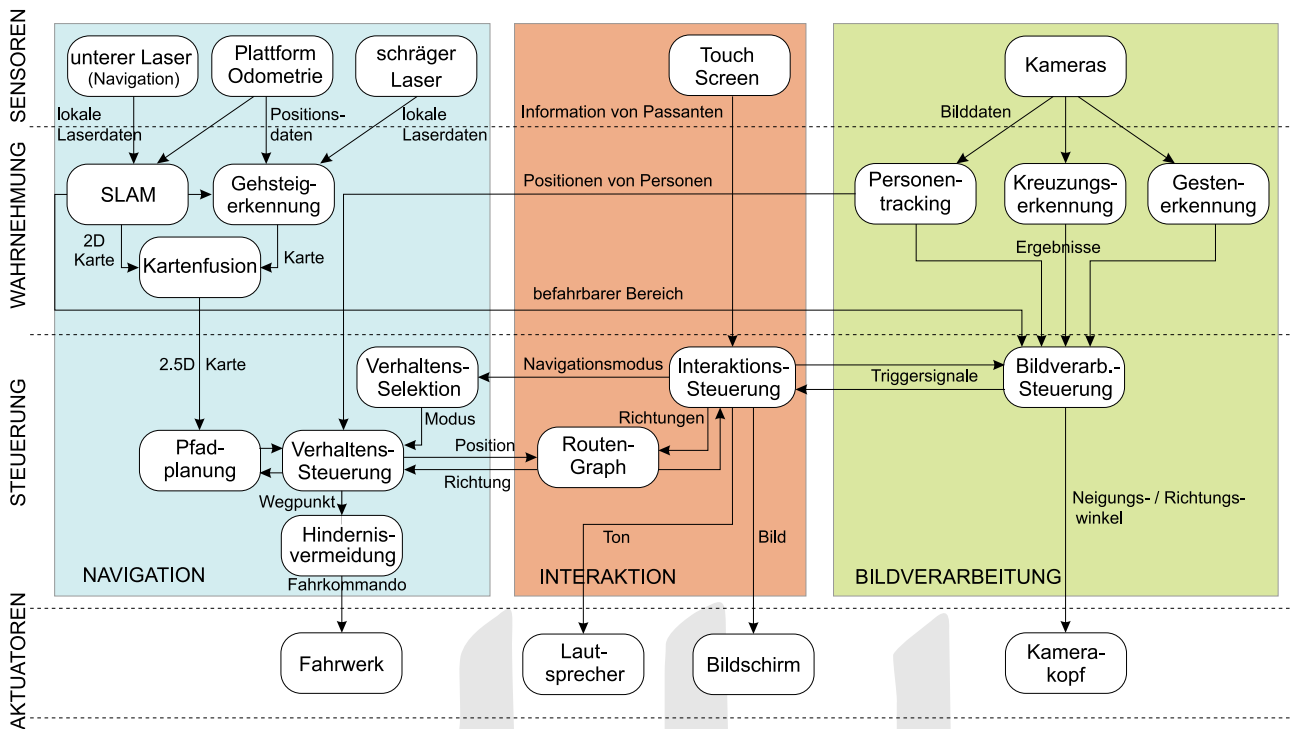 SENSOREN
unterer Laser
(Navigation)
Plattform
Odometrie
schräger
Laser
Touch
Screen
Kameras
lokale
Laserdaten
Positions-
daten
lokale
Laserdaten
Information von Passanten
Bilddaten
WAHRNEHMUNG
SLAM
Gehsteig-
erkennung
Positionen von Personen
Personen-
tracking
Kreuzungs-
erkennung
Gesten-
erkennung
2D
Karte
Kartenfusion
Karte
Ergebnisse
befahrbarer Bereich
STEUERUNG
2.5D Karte
Verhaltens-
Selektion
Navigationsmodus
Interaktions-
Steuerung
Triggersignale
Bildverarb.-
Steuerung
Modus
Richtungen
Pfad-
planung
Verhaltens-
Steuerung
Position
Richtung
Routen-
Graph
Wegpunkt
Hindernis-
vermeidung
Ton
Bild
Neigungs- / Richtungs-
winkel
Fahrkommando
NAVIGATION
INTERAKTION
BILDVERARBEITUNG
AKTUATOREN
Fahrwerk
Laut-
sprecher
Bildschirm
Kamera-
kopf